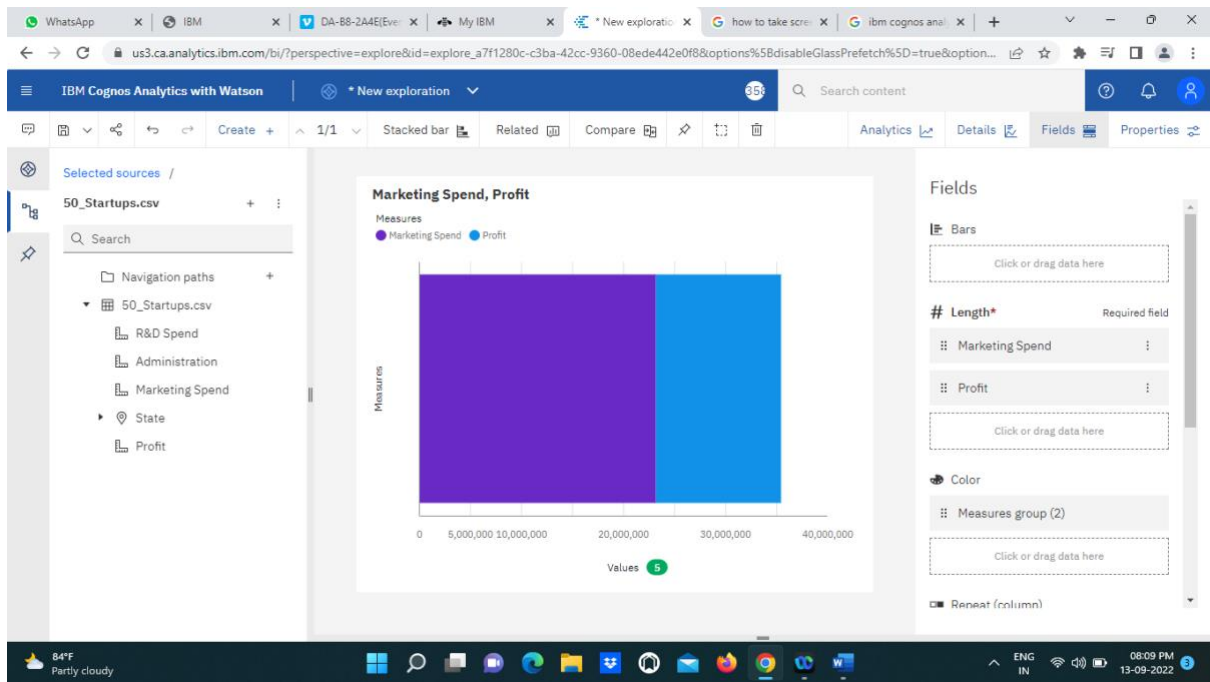 WhatsApp
IBM
DA-B8-2A4E(Ever
My IBM
* New exploratio
how to take scre
ibm cognos anal
us3.ca.analytics.ibm.com/bi/?perspective=explore&id=explore_a7f1280c-c3ba-42cc-9360-08ede442e0f8&options%5BdisableGlassPrefetch%5D=true&option...
IBM Cognos Analytics with Watson
* New exploration
358
Search content
Create +
1/1
Stacked bar
Related
Compare
Analytics
Details
Fields
Properties
Selected sources /
50_Startups.csv
Search
Navigation paths
50_Startups.csv
R&D Spend
Administration
Marketing Spend
State
Profit
Marketing Spend, Profit
Measures
Marketing Spend Profit
Measures
0 5,000,000 10,000,000 20,000,000 30,000,000 40,000,000
Values 5
Fields
Bars
Click or drag data here
# Length* Required field
Marketing Spend
Profit
Click or drag data here
Color
Measures group (2)
Click or drag data here
Repeat (column)
84°F
Partly cloudy
ENG
IN
08:09 PM
13-09-2022
3